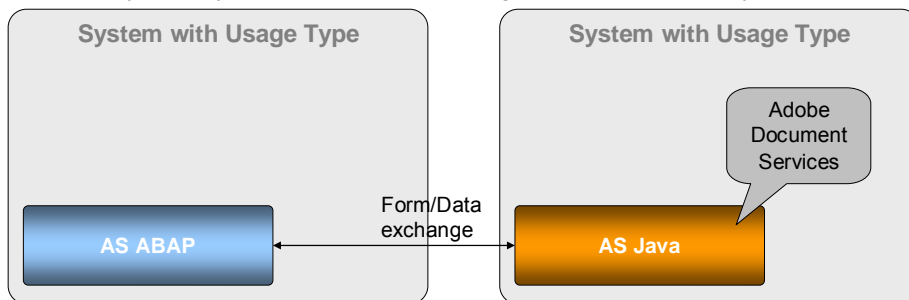 System with Usage Type
System with Usage Type
Adobe
Document
Services
Form/Data
exchange
AS ABAP
AS Java